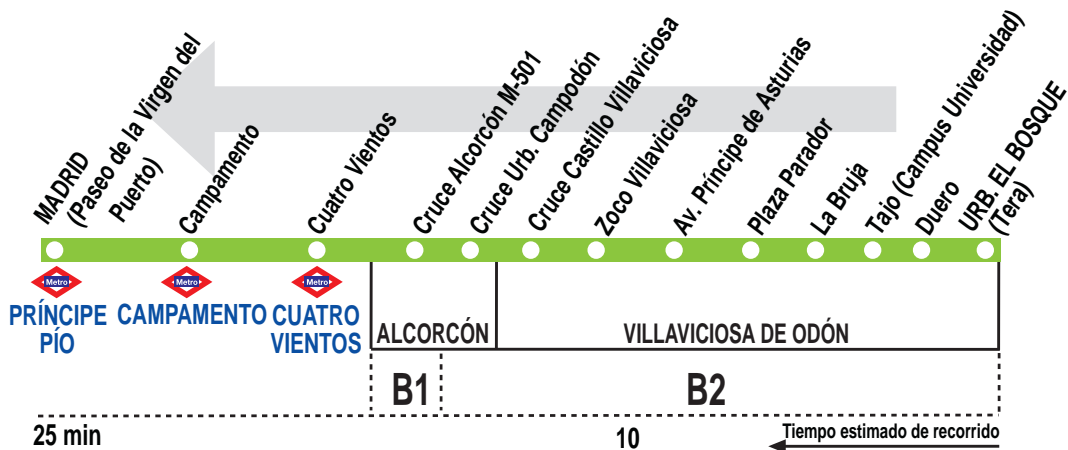 MADRID
(Paseo de la Virgen del
Puerto)
Campamento
Cuatro Vientos
Cruce Alcorcón M-501
Cruce Urb. Campodón
Cruce Castillo Villaviciosa
Zoco Villaviciosa
Av. Príncipe de Asturias
Plaza Parador
La Bruja
Tajo (Campus Universidad)
Duero
URB. EL BOSQUE
(Tera)
Metro
Metro
Metro
PRÍNCIPE
PÍO
CAMPAMENTO
CUATRO
VIENTOS
ALCORCÓN
VILLAVICIOSA DE ODÓN
B1
B2
25 min
10
Tiempo estimado de recorrido